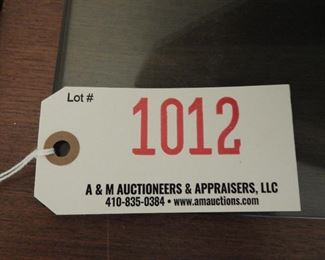 Lot #
1012
A & M AUCTIONEERS & APPRAISERS, LLC
410-835-0384 • www.amauctions.com